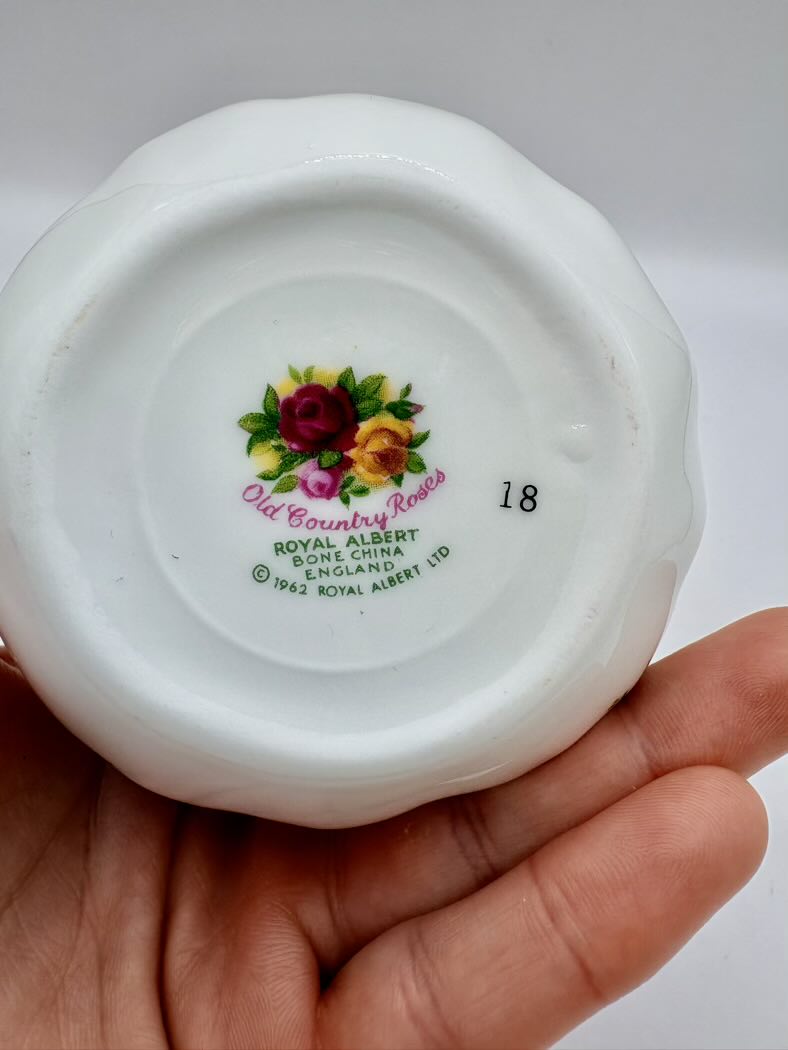 Old Country Roses
ROYAL ALBERT
BONE CHINA
ENGLAND
© 1962 ROYAL ALBERT LTD
18